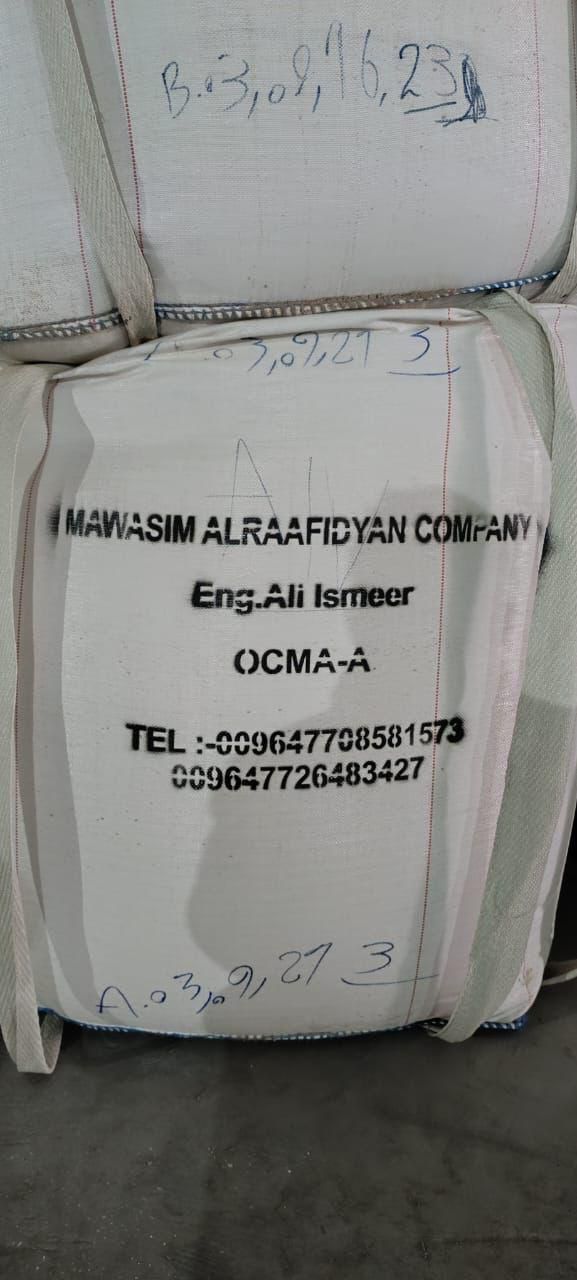 B.03,09,16,23
A.03,09,27 3
A
MAWASIM ALRAAFIDYAN COMPANY
Eng.Ali Ismeer
OCMA-A
TEL :-009647708581573
009647726483427
A.03,09,27 3